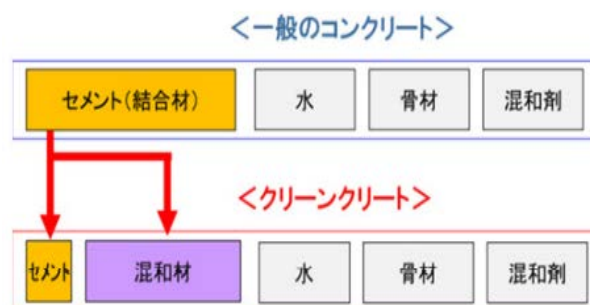 ＜一般のコンクリート＞
セメント（結合材） 水 骨材 混和剤
＜クリーンクリート＞
セメント 混和材 水 骨材 混和剤